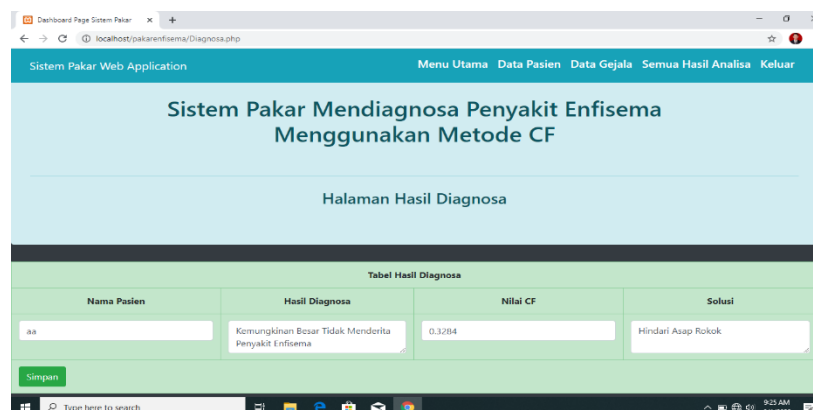 Dashboard Page Sistem Pakar
localhost/pakarenfisema/Diagnosa.php
Sistem Pakar Web Application
Menu Utama Data Pasien Data Gejala Semua Hasil Analisa Keluar
Sistem Pakar Mendiagnosa Penyakit Enfisema
Menggunakan Metode CF
Halaman Hasil Diagnosa
Tabel Hasil Diagnosa
Nama Pasien Hasil Diagnosa Nilai CF Solusi
aa Kemungkinan Besar Tidak Menderita 0.3284 Hindari Asap Rokok
Penyakit Enfisema
Simpan
Type here to search
9:25 AM